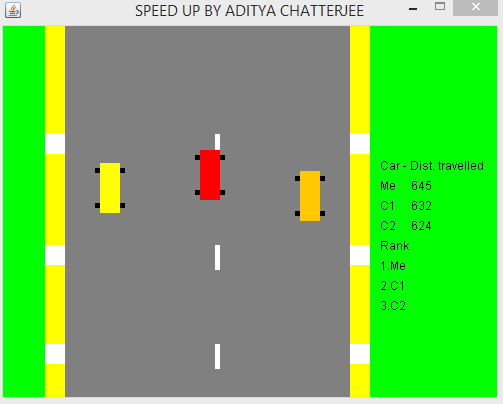 SPEED UP BY ADITYA CHATTERJEE
Car - Dist. travelled
Me 645
C1 632
C2 624
Rank
1.Me
2.C1
3.C2